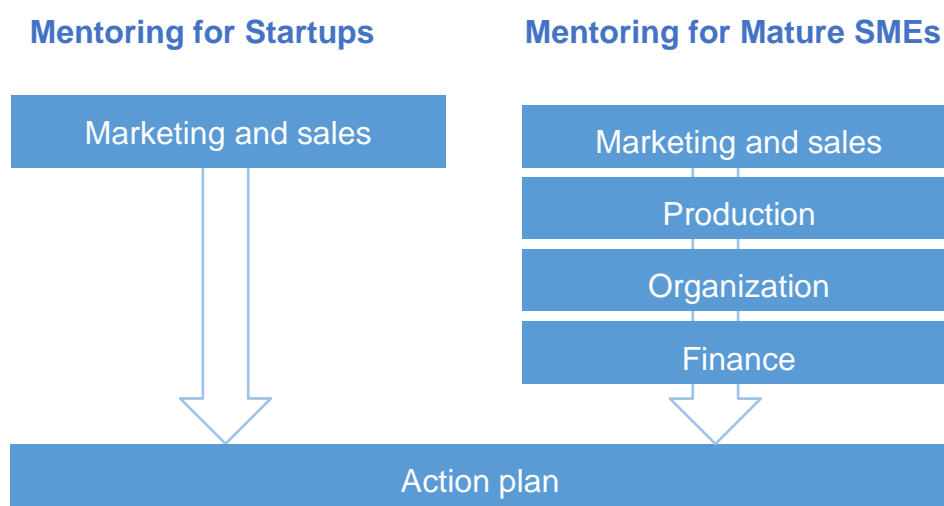 Mentoring for Startups
Mentoring for Mature SMEs
Marketing and sales
Marketing and sales
Production
Organization
Finance
Action plan